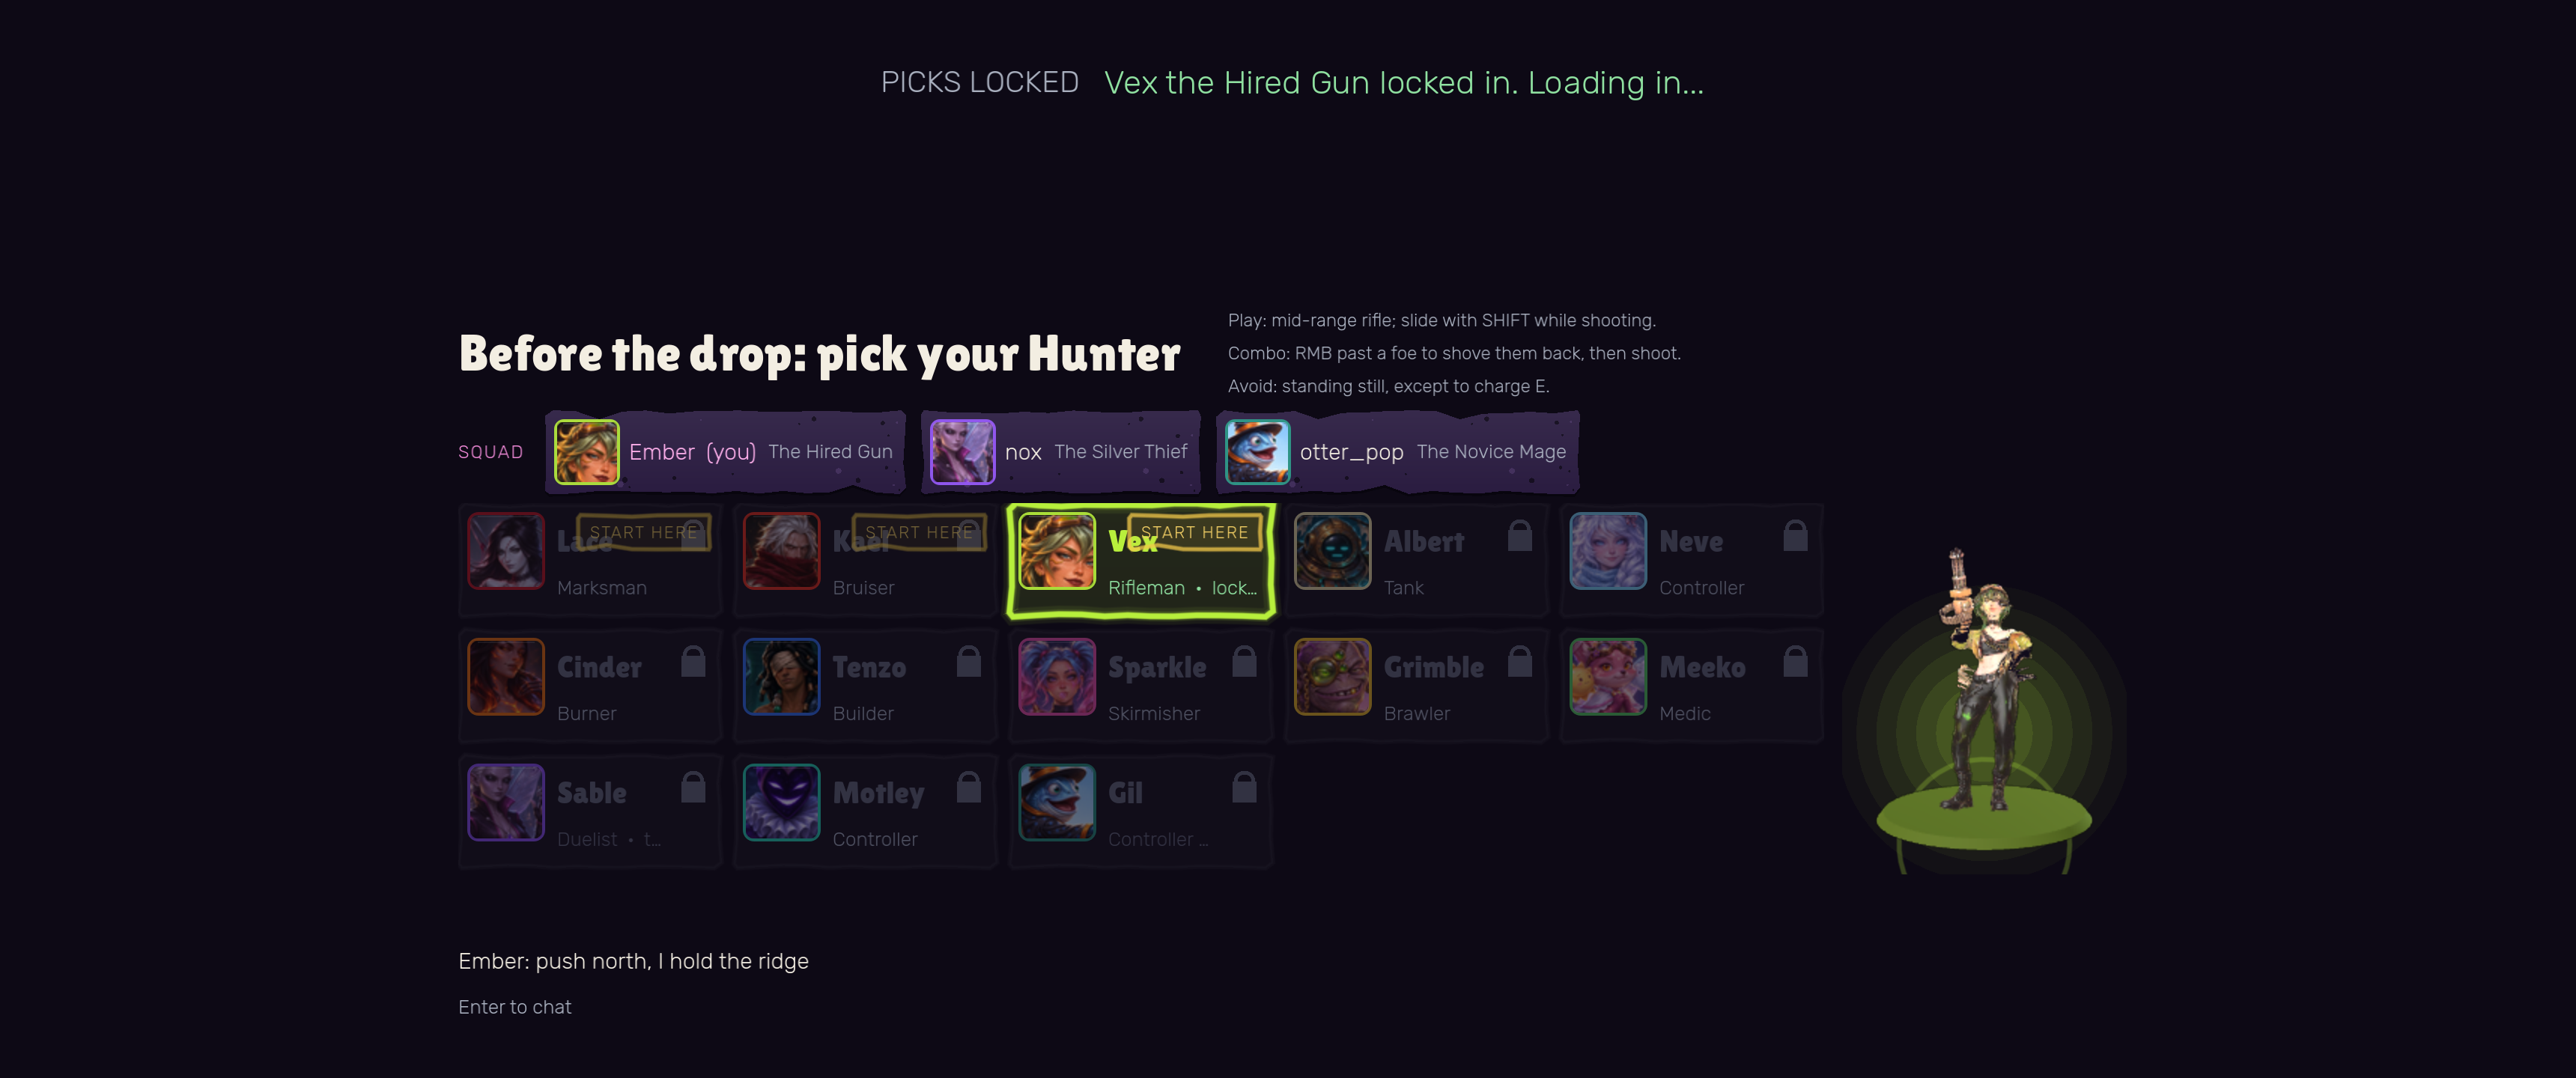 PICKS LOCKED Vex the Hired Gun locked in. Loading in...
Before the drop: pick your Hunter
Play: mid-range rifle; slide with SHIFT while shooting.
Combo: RMB past a foe to shove them back, then shoot.
Avoid: standing still, except to charge E.
SQUAD Ember (you) The Hired Gun nox The Silver Thief otter_pop The Novice Mage
Lace START HERE Kael START HERE Vex START HERE Albert Neve
Marksman Bruiser Rifleman • lock... Tank Controller
Cinder Tenzo Sparkle Grimble Meeko
Burner Builder Skirmisher Brawler Medic
Sable Motley Gil
Duelist • t... Controller Controller ...
Ember: push north, I hold the ridge
Enter to chat